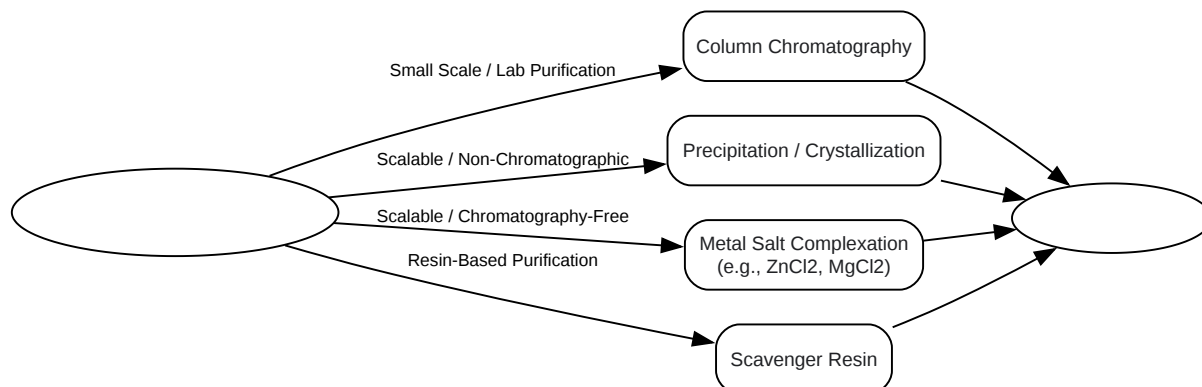 Column Chromatography
Small Scale / Lab Purification
Scalable / Non-Chromatographic
Precipitation / Crystallization
Scalable / Chromatography-Free
Metal Salt Complexation
(e.g., ZnCl2, MgCl2)
Resin-Based Purification
Scavenger Resin